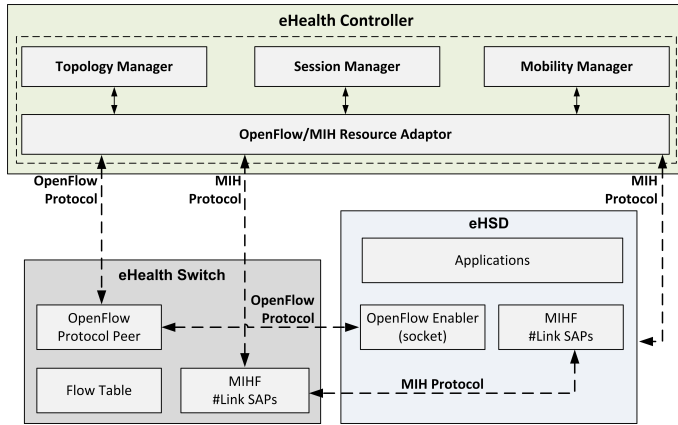 eHealth Controller
Topology Manager
Session Manager
Mobility Manager
OpenFlow/MIH Resource Adaptor
OpenFlow
Protocol
MIH
Protocol
MIH
Protocol
eHSD
Applications
eHealth Switch
OpenFlow
Protocol Peer
OpenFlow
Protocol
OpenFlow Enabler
(socket)
MIHF
#Link SAPs
Flow Table
MIHF
#Link SAPs
MIH Protocol